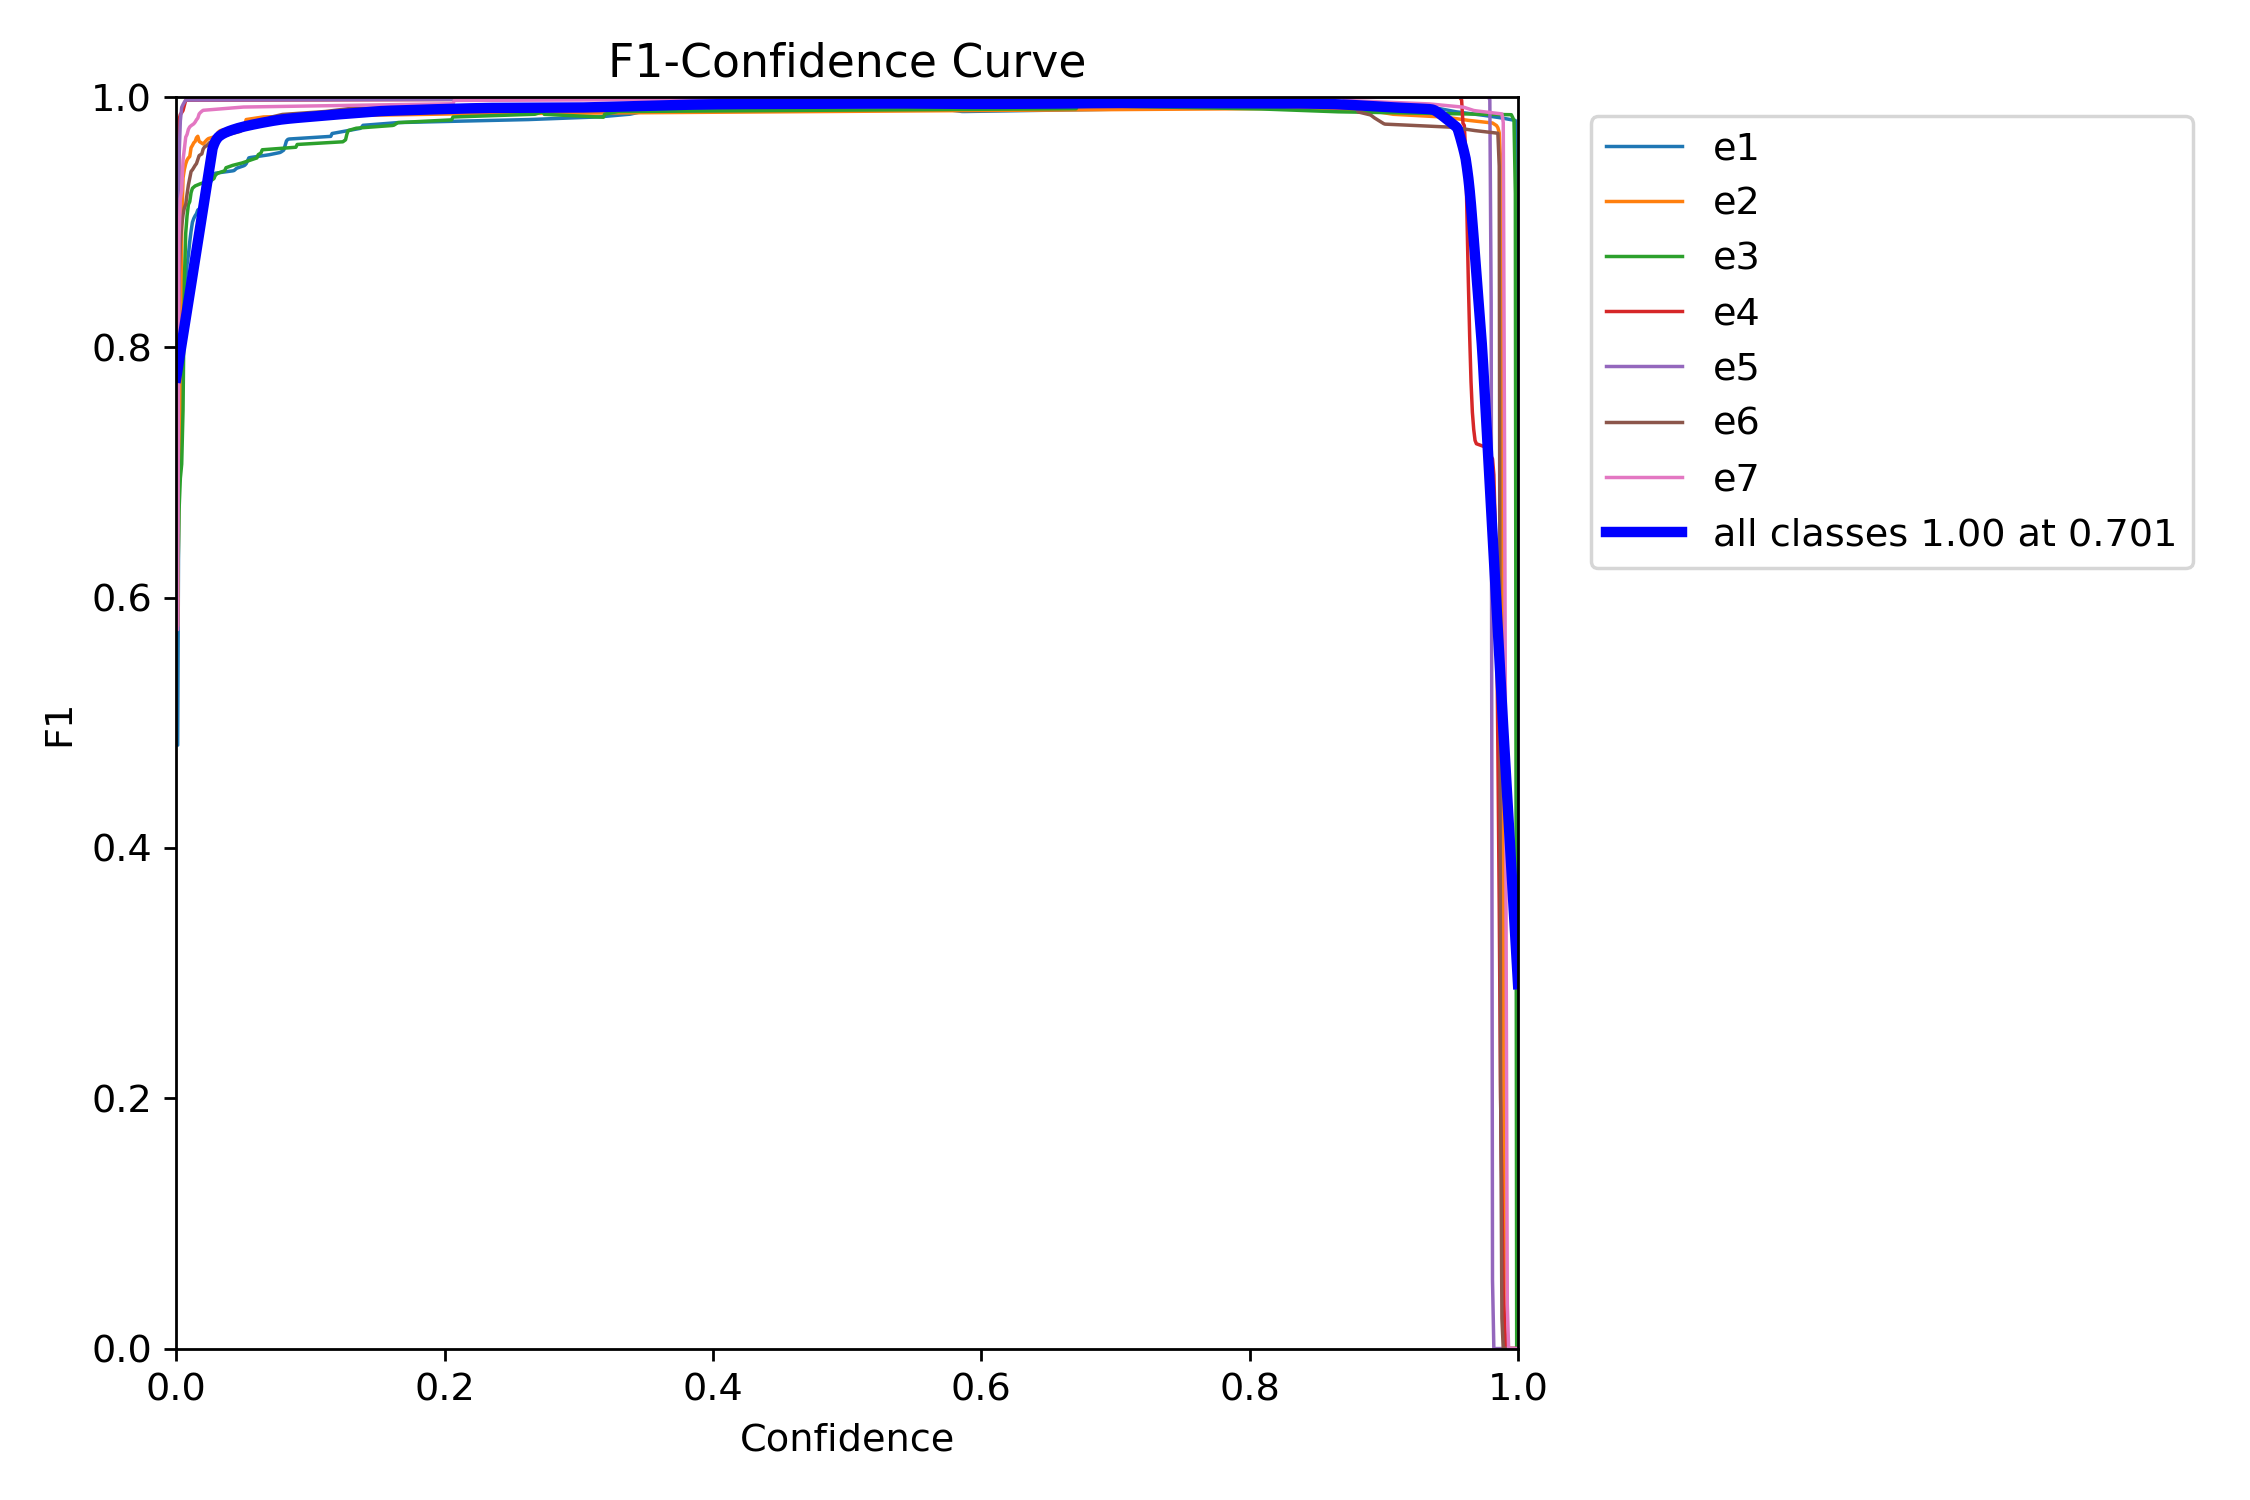 F1-Confidence Curve
1.0
0.8
0.6
0.4
0.2
0.0
F1
0.0 0.2 0.4 0.6 0.8 1.0
Confidence
e1
e2
e3
e4
e5
e6
e7
all classes 1.00 at 0.701